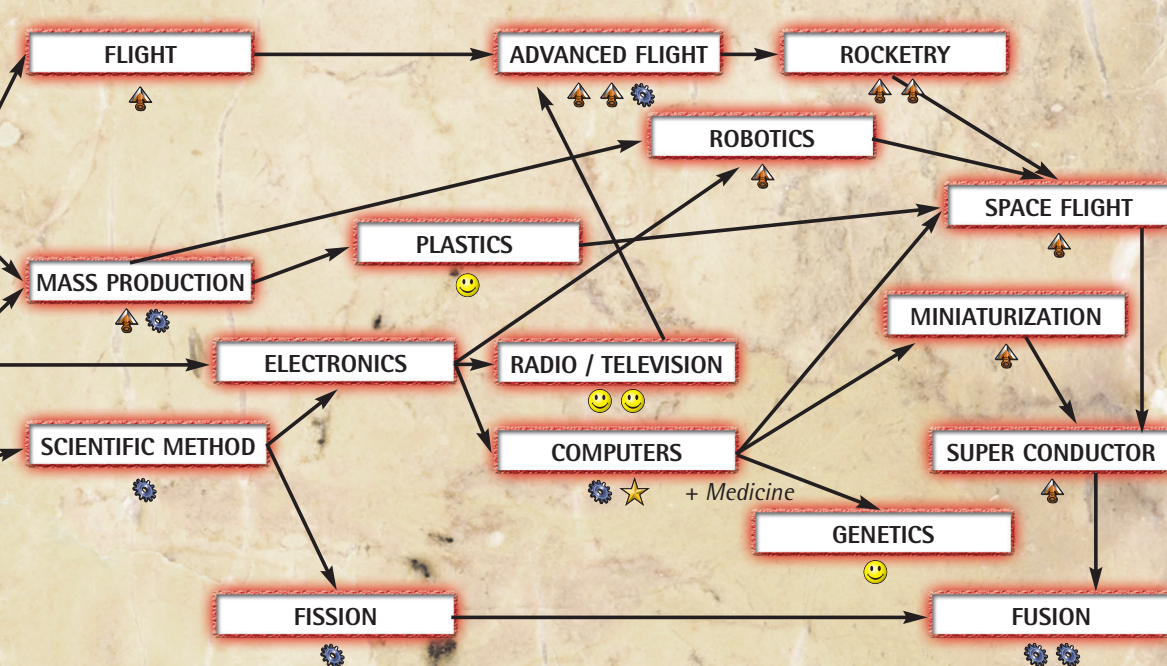 FLIGHT
ADVANCED FLIGHT
ROCKETRY
ROBOTICS
SPACE FLIGHT
PLASTICS
MASS PRODUCTION
MINIATURIZATION
ELECTRONICS
RADIO / TELEVISION
SCIENTIFIC METHOD
COMPUTERS
SUPER CONDUCTOR
+ Medicine
GENETICS
FISSION
FUSION